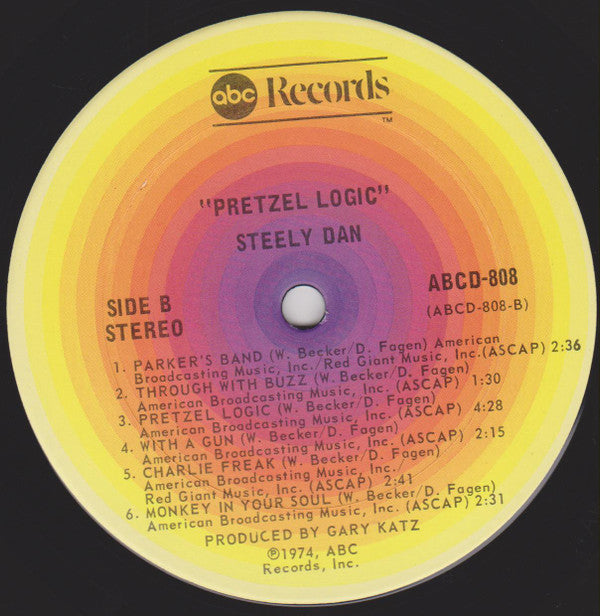 abc Records
TM
"PRETZEL LOGIC"
STEELY DAN
SIDE B
STEREO
ABCD-808
(ABCD-808-B)
1. PARKER'S BAND (W. Becker/D. Fagen) American
Broadcasting Music, Inc./Red Giant Music, Inc.(ASCAP) 2:36
2. THROUGH WITH BUZZ (W. Becker/D. Fagen)
American Broadcasting Music, Inc. (ASCAP) 1:30
3. PRETZEL LOGIC (W. Becker/D. Fagen)
American Broadcasting Music, Inc. (ASCAP) 4:28
4. WITH A GUN (W. Becker/D. Fagen)
American Broadcasting Music, Inc. (ASCAP) 2:15
5. CHARLIE FREAK (W. Becker/D. Fagen)
American Broadcasting Music, Inc./
Red Giant Music, Inc. (ASCAP) 2:41
6. MONKEY IN YOUR SOUL (W. Becker/D. Fagen)
American Broadcasting Music, Inc. (ASCAP) 2:31
PRODUCED BY GARY KATZ
℗1974, ABC
Records, Inc.